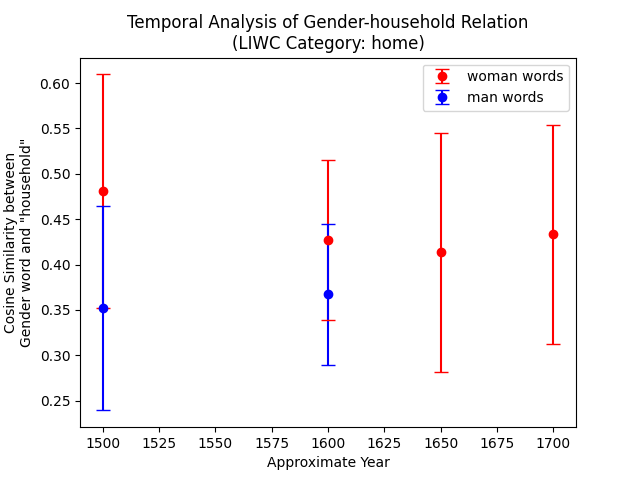 Temporal Analysis of Gender-household Relation
(LIWC Category: home)
woman words
man words
Cosine Similarity between
Gender word and "household"
0.60
0.55
0.50
0.45
0.40
0.35
0.30
0.25
1500
1525
1550
1575
1600
1625
1650
1675
1700
Approximate Year